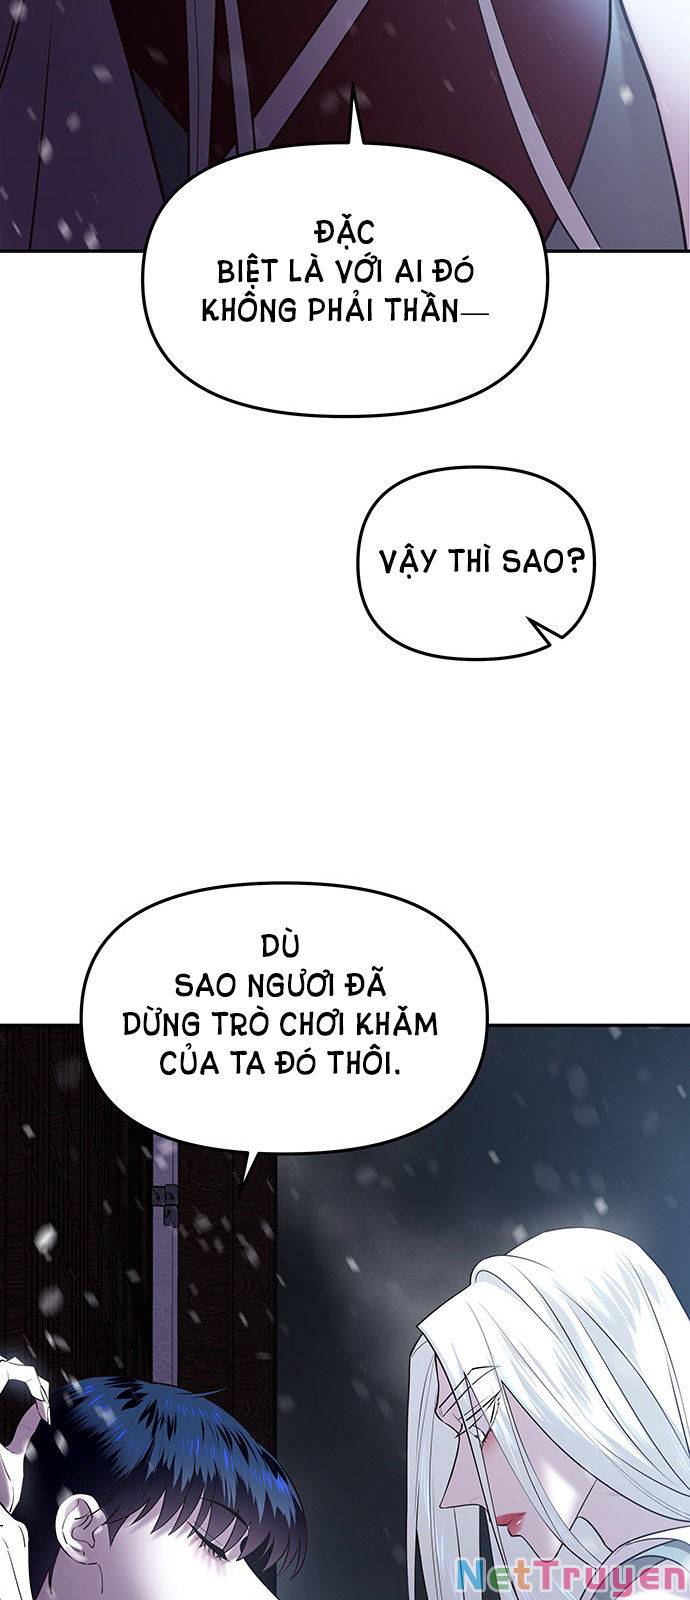 ĐẶC
BIỆT LÀ VỚI AI ĐÓ
KHÔNG PHẢI THẦN—
VẬY THÌ SAO?
DÙ
SAO NGƯƠI ĐÃ
DỪNG TRÒ CHƠI KHĂM
CỦA TA ĐÓ THÔI.
NetTruyen